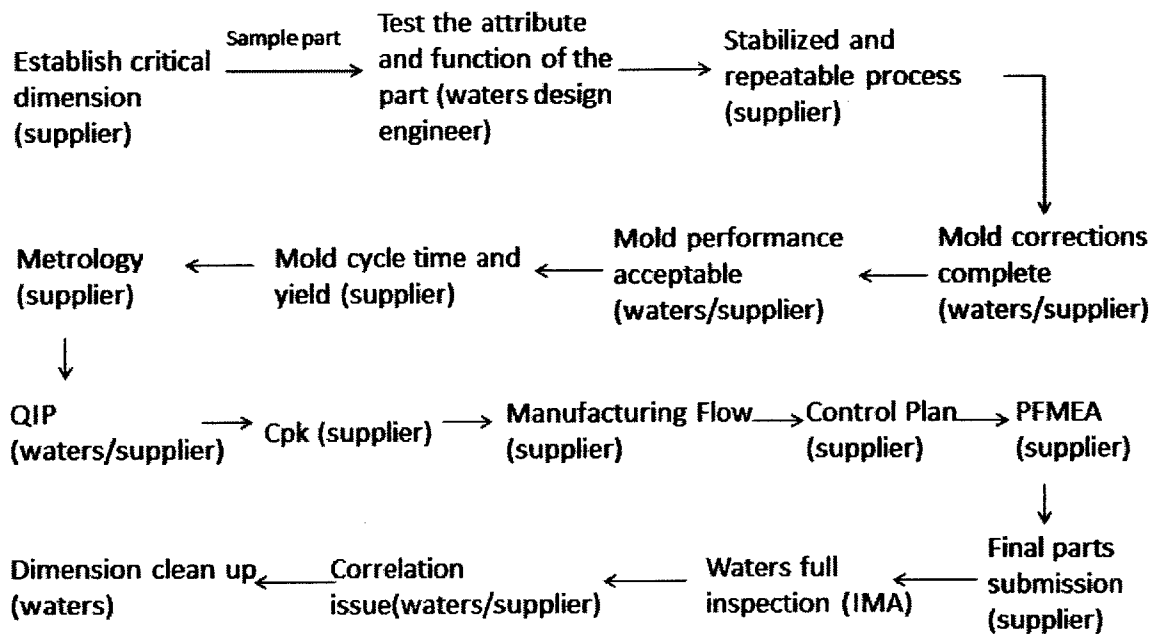 Establish critical
dimension
(supplier)
Sample part
Test the attribute
and function of the
part (waters design
engineer)
Stabilized and
repeatable process
(supplier)
Mold corrections
complete
(waters/supplier)
Mold performance
acceptable
(waters/supplier)
Mold cycle time and
yield (supplier)
Metrology
(supplier)
QIP
(waters/supplier)
Cpk (supplier)
Manufacturing Flow
(supplier)
Control Plan
(supplier)
PFMEA
(supplier)
Final parts
submission
(supplier)
Waters full
inspection (IMA)
Correlation
issue(waters/supplier)
Dimension clean up
(waters)